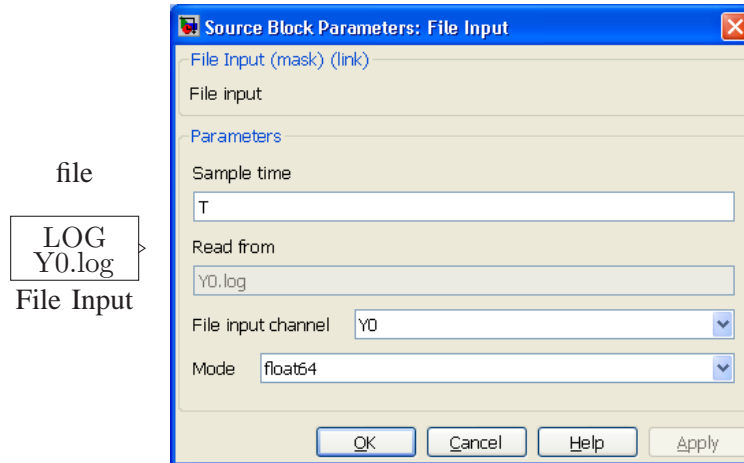 file
LOG
Y0.log
File Input
Source Block Parameters: File Input
File Input (mask) (link)
File input
Parameters
Sample time
T
Read from
Y0.log
File input channel Y0
Mode float64
OK Cancel Help Apply